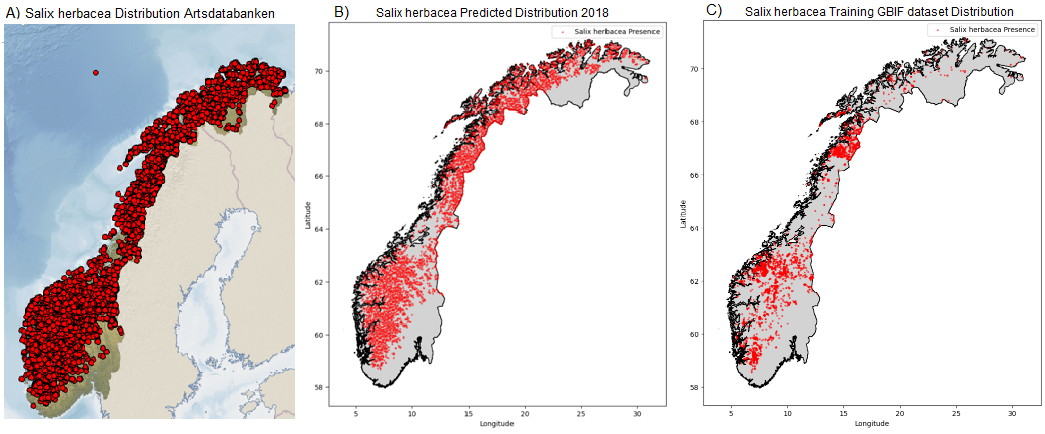 A) Salix herbacea Distribution Artsdatabanken
B) Salix herbacea Predicted Distribution 2018
Salix herbacea Presence
70
68
66
64
62
60
58
Latitude
5 10 15 20 25 30
Longitude
C) Salix herbacea Training GBIF dataset Distribution
Salix herbacea Presence
70
68
66
64
62
60
58
Latitude
5 10 15 20 25 30
Longitude